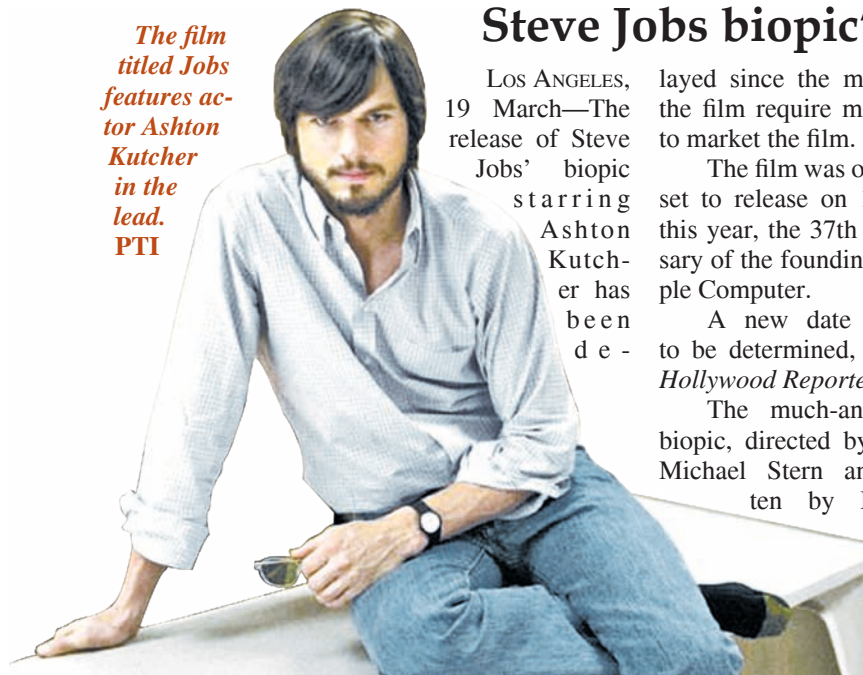 The film
titled Jobs
features ac-
tor Ashton
Kutcher
in the
lead.
PTI
Steve Jobs biopic'
LOS ANGELES,
19 March—The
release of Steve
Jobs' biopic
starring
Ashton
Kutch-
er has
been
de-
layed since the m
the film require m
to market the film.
The film was o
set to release on
this year, the 37th
sary of the foundin
ple Computer.
A new date
to be determined,
Hollywood Reporte
The much-an
biopic, directed by
Michael Stern an
ten by